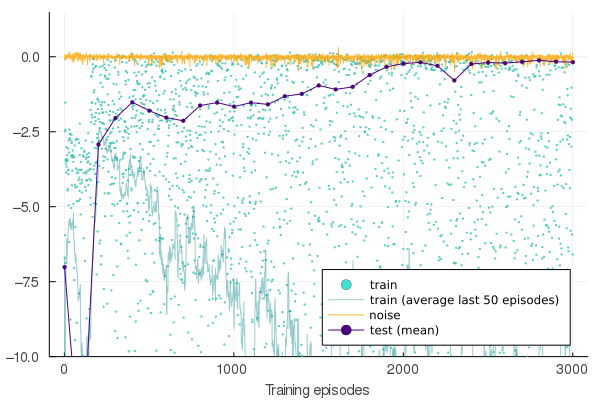 0.0
−2.5
−5.0
−7.5
−10.0
0
1000
2000
3000
Training episodes
train
train (average last 50 episodes)
noise
test (mean)